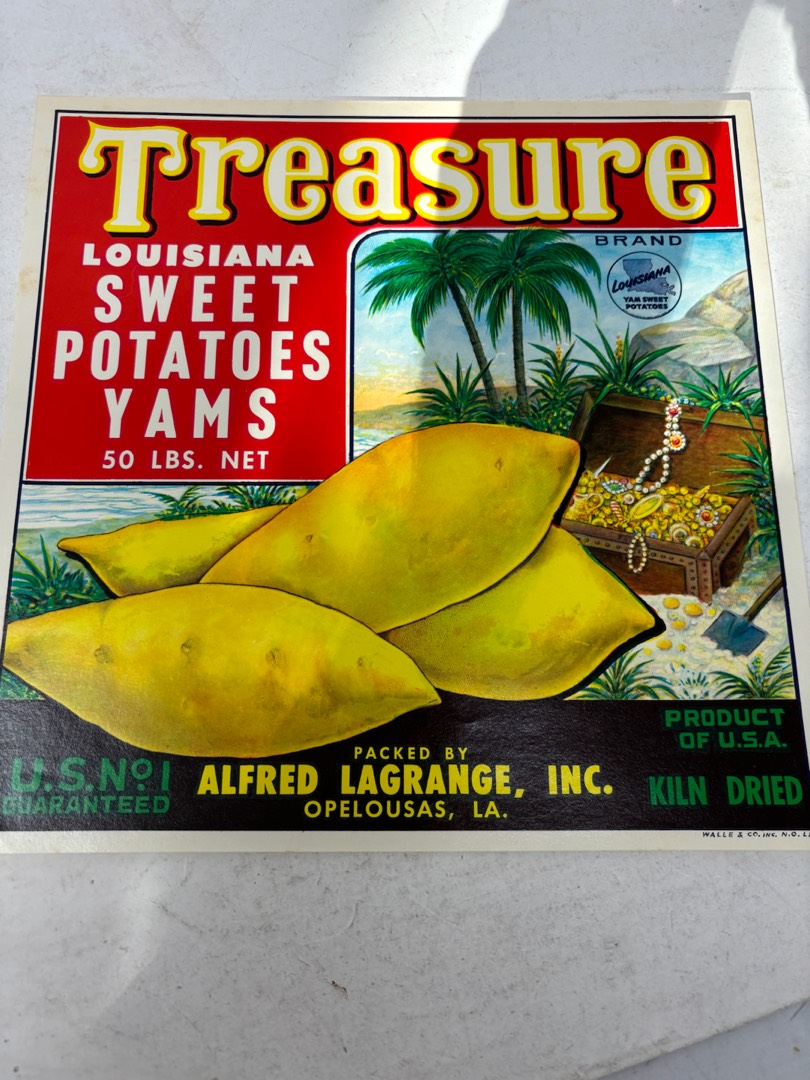 Treasure
BRAND
LOUISIANA
SWEET
POTATOES
YAMS
50 LBS. NET
LOUISIANA
YAM SWEET
POTATOES
U.S. No 1
GUARANTEED
PACKED BY
ALFRED LAGRANGE, INC.
OPELOUSAS, LA.
PRODUCT
OF U.S.A.
KILN DRIED
WALLE & CO. INC. N.O.